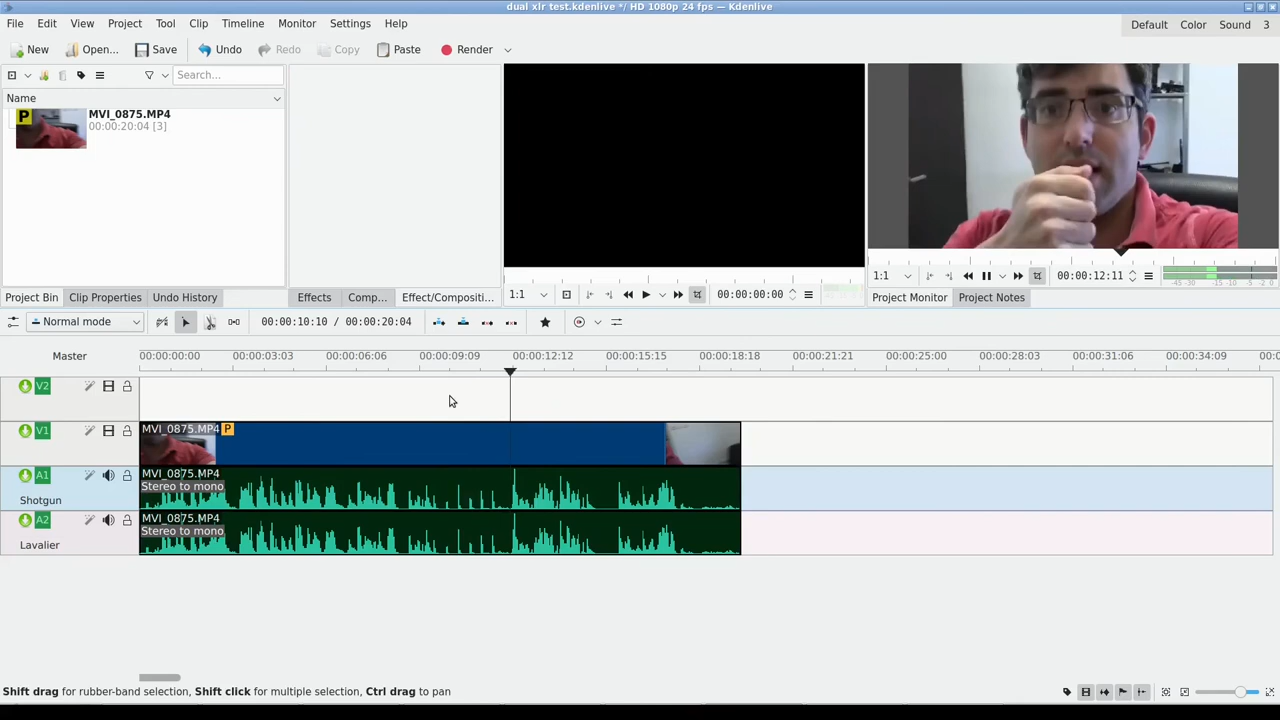 dual xlr test.kdenlive */ HD 1080p 24 fps — Kdenlive
File Edit View Project Tool Clip Timeline Monitor Settings Help
Default Color Sound 3
New Open... Save Undo Redo Copy Paste Render
Search...
Name
P
MVI_0875.MP4
00:00:20:04 [3]
1:1 00:00:00:00
1:1 00:00:12:11
-45 -30 -15 -10 -5 -2 0
Project Bin Clip Properties Undo History
Effects Comp... Effect/Compositi...
Project Monitor Project Notes
Normal mode 00:00:10:10 / 00:00:20:04
Master 00:00:00:00 00:00:03:03 00:00:06:06 00:00:09:09 00:00:12:12 00:00:15:15 00:00:18:18 00:00:21:21 00:00:25:00 00:00:28:03 00:00:31:06 00:00:34:09
V2
V1 MVI_0875.MP4 P
A1 MVI_0875.MP4
Stereo to mono
Shotgun
A2 MVI_0875.MP4
Stereo to mono
Lavalier
Shift drag for rubber-band selection, Shift click for multiple selection, Ctrl drag to pan